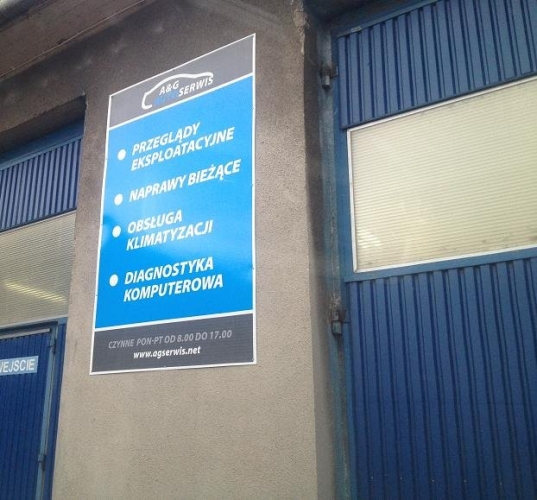 A&G
AUTO SERWIS
PRZEGLĄDY
EKSPLOATACYJNE
NAPRAWY BIEŻĄCE
OBSŁUGA
KLIMATYZACJI
DIAGNOSTYKA
KOMPUTEROWA
CZYNNE PON-PT OD 8.00 DO 17.00
www.agserwis.net
WEJŚCIE